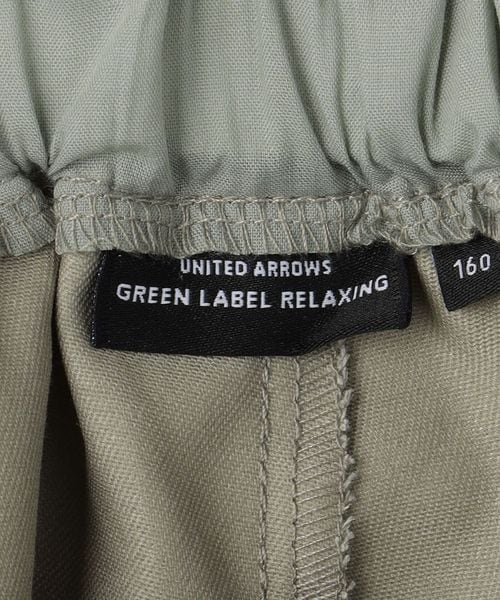 UNITED ARROWS
GREEN LABEL RELAXING
160